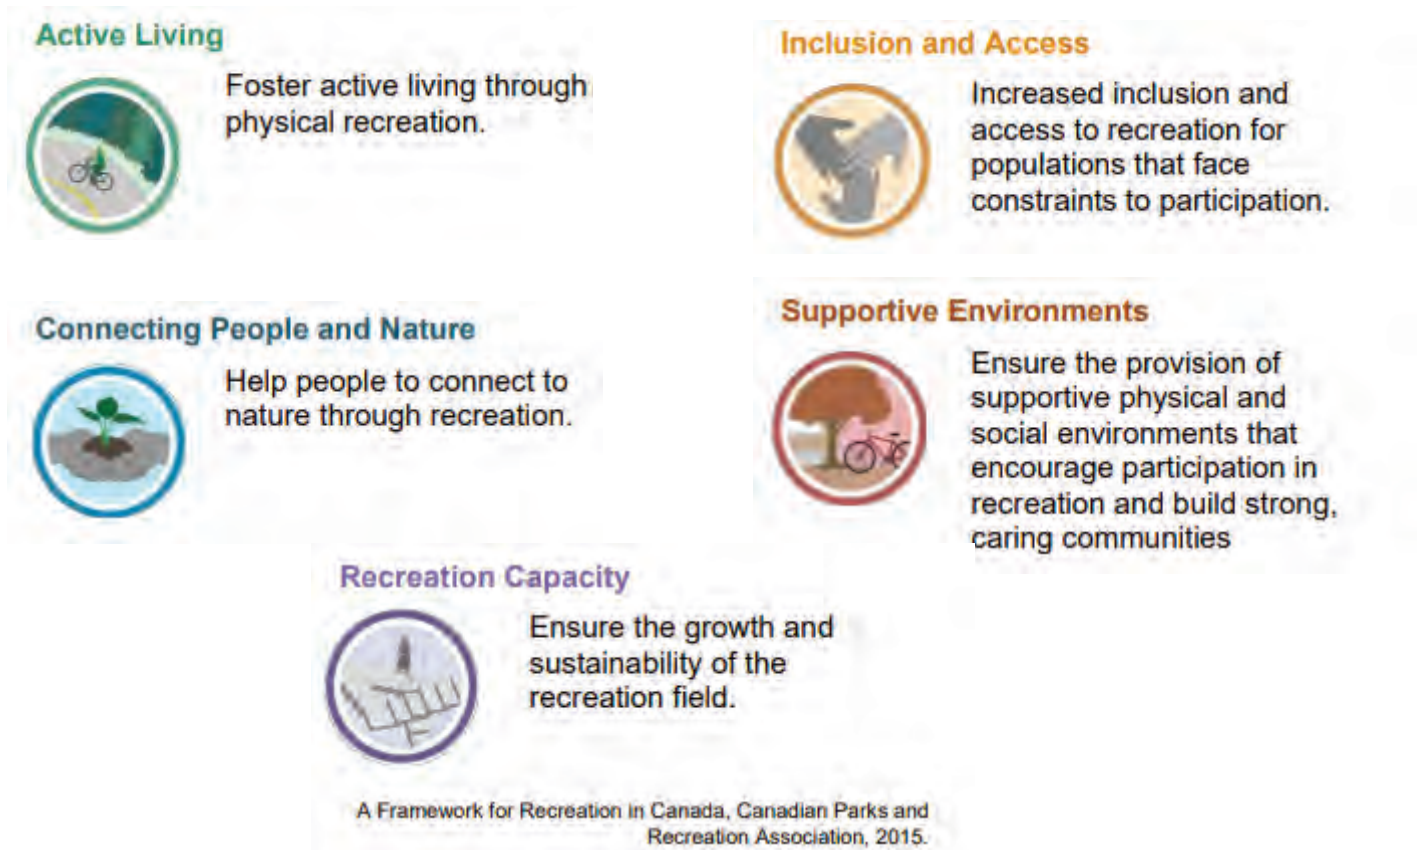 Active Living
Foster active living through
physical recreation.
Inclusion and Access
Increased inclusion and
access to recreation for
populations that face
constraints to participation.
Connecting People and Nature
Help people to connect to
nature through recreation.
Supportive Environments
Ensure the provision of
supportive physical and
social environments that
encourage participation in
recreation and build strong,
caring communities
Recreation Capacity
Ensure the growth and
sustainability of the
recreation field.
A Framework for Recreation in Canada, Canadian Parks and
Recreation Association, 2015.